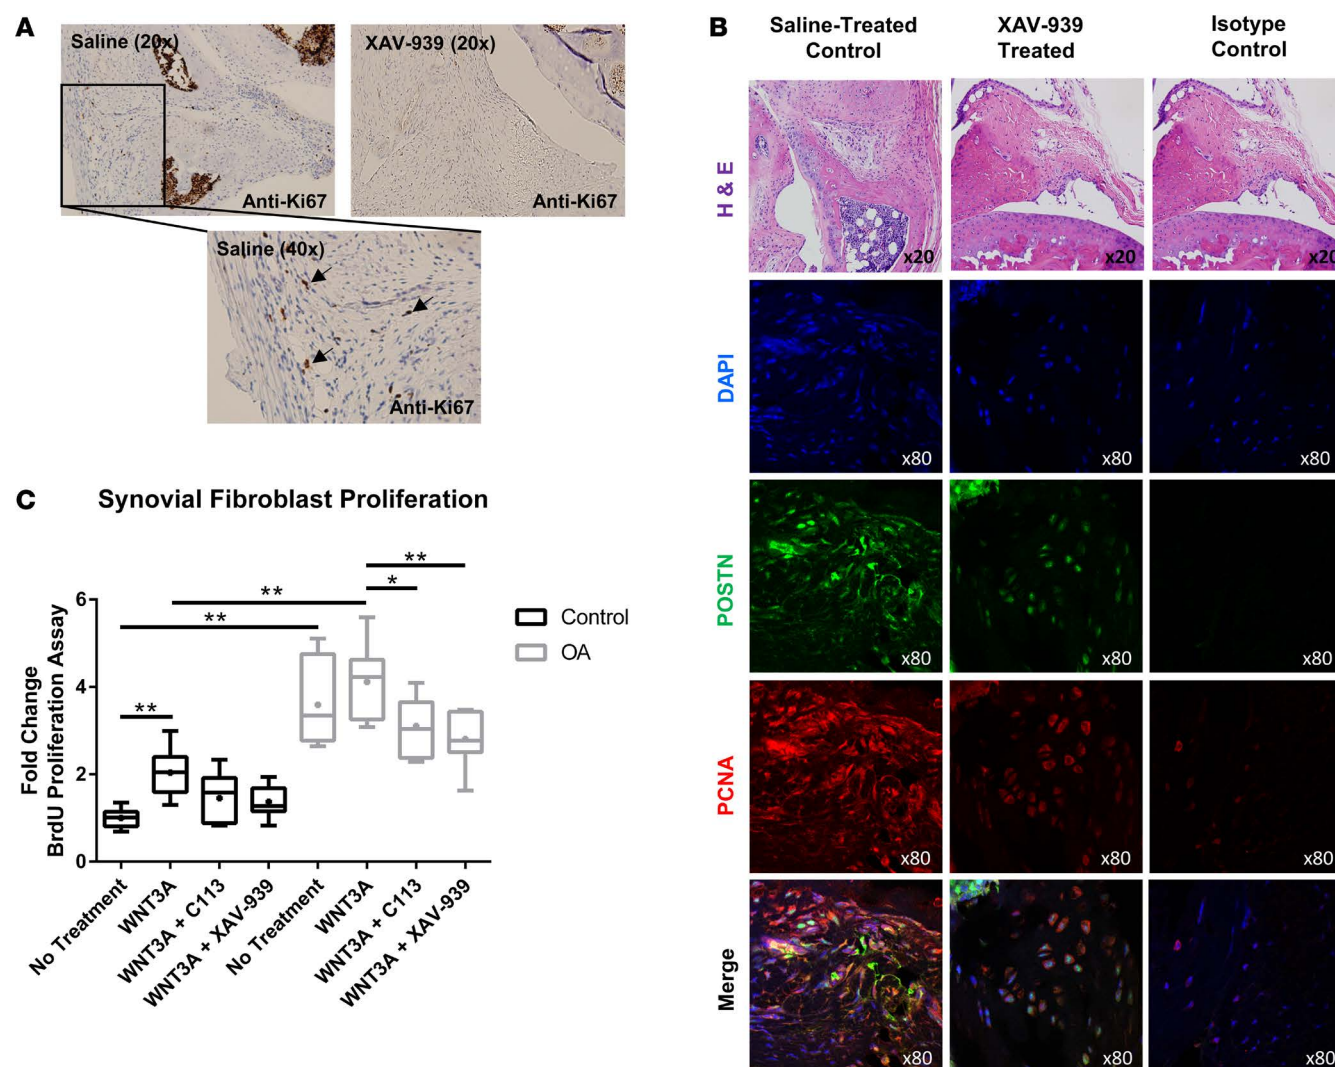 A
Saline (20x)
Anti-Ki67
XAV-939 (20x)
Anti-Ki67
Saline (40x)
Anti-Ki67
B
Saline-Treated
Control
XAV-939
Treated
Isotype
Control
H & E
x20
x20
x20
DAPI
x80
x80
x80
POSTN
x80
x80
x80
PCNA
x80
x80
x80
Merge
x80
x80
x80
C
Synovial Fibroblast Proliferation
Fold Change
BrdU Proliferation Assay
6
4
2
0
**
**
**
*
**
Control
OA
No Treatment
WNT3A
WNT3A + C113
WNT3A + XAV-939
No Treatment
WNT3A
WNT3A + C113
WNT3A + XAV-939